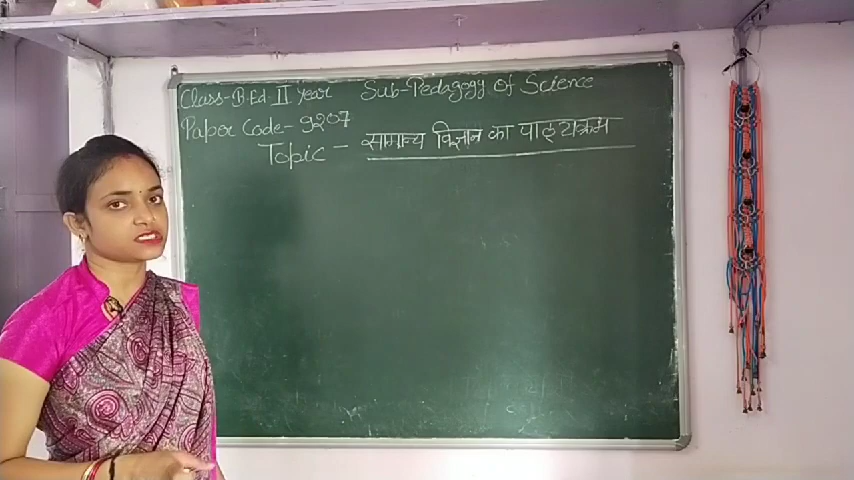 Class-B.Ed. II Year Sub-Pedagogy of Science
Paper Code- 9207
Topic - सामान्य विज्ञान का पाठ्यक्रम